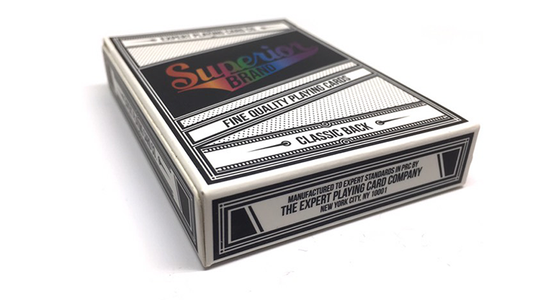 EXPERT PLAYING CARD CO
Superior
BRAND
FINE QUALITY PLAYING CARDS
CLASSIC BACK
MANUFACTURED TO EXPERT STANDARDS IN PRC BY
THE EXPERT PLAYING CARD COMPANY
NEW YORK CITY, NY 10001